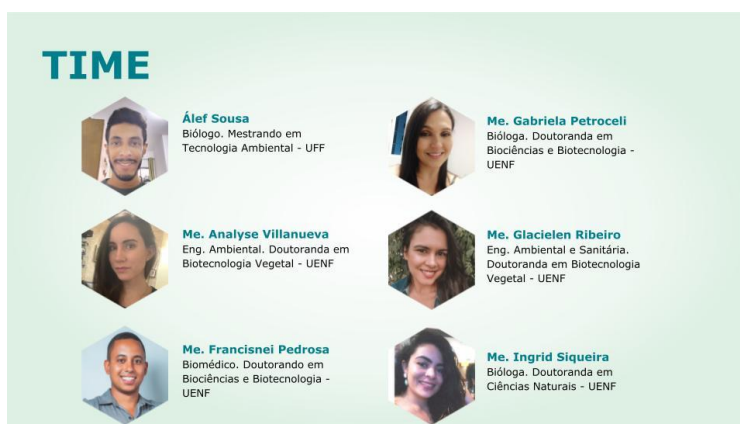 TIME
Álef Sousa
Biólogo. Mestrando em
Tecnologia Ambiental - UFF
Me. Gabriela Petroceli
Bióloga. Doutoranda em
Biociências e Biotecnologia -
UENF
Me. Analyse Villanueva
Eng. Ambiental. Doutoranda em
Biotecnologia Vegetal - UENF
Me. Glacielen Ribeiro
Eng. Ambiental e Sanitária.
Doutoranda em Biotecnologia
Vegetal - UENF
Me. Francisnei Pedrosa
Biomédico. Doutorando em
Biociências e Biotecnologia -
UENF
Me. Ingrid Siqueira
Bióloga. Doutoranda em
Ciências Naturais - UENF